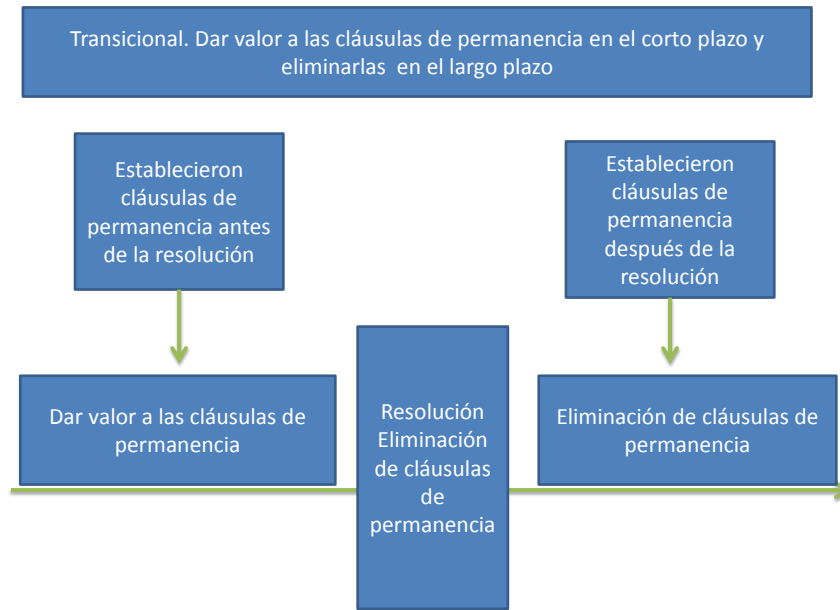 Transicional. Dar valor a las cláusulas de permanencia en el corto plazo y
eliminarlas en el largo plazo
Establecieron
cláusulas de
permanencia antes
de la resolución
Establecieron
cláusulas de
permanencia
después de la
resolución
Dar valor a las cláusulas de
permanencia
Resolución
Eliminación
de cláusulas
de
permanencia
Eliminación de cláusulas de
permanencia